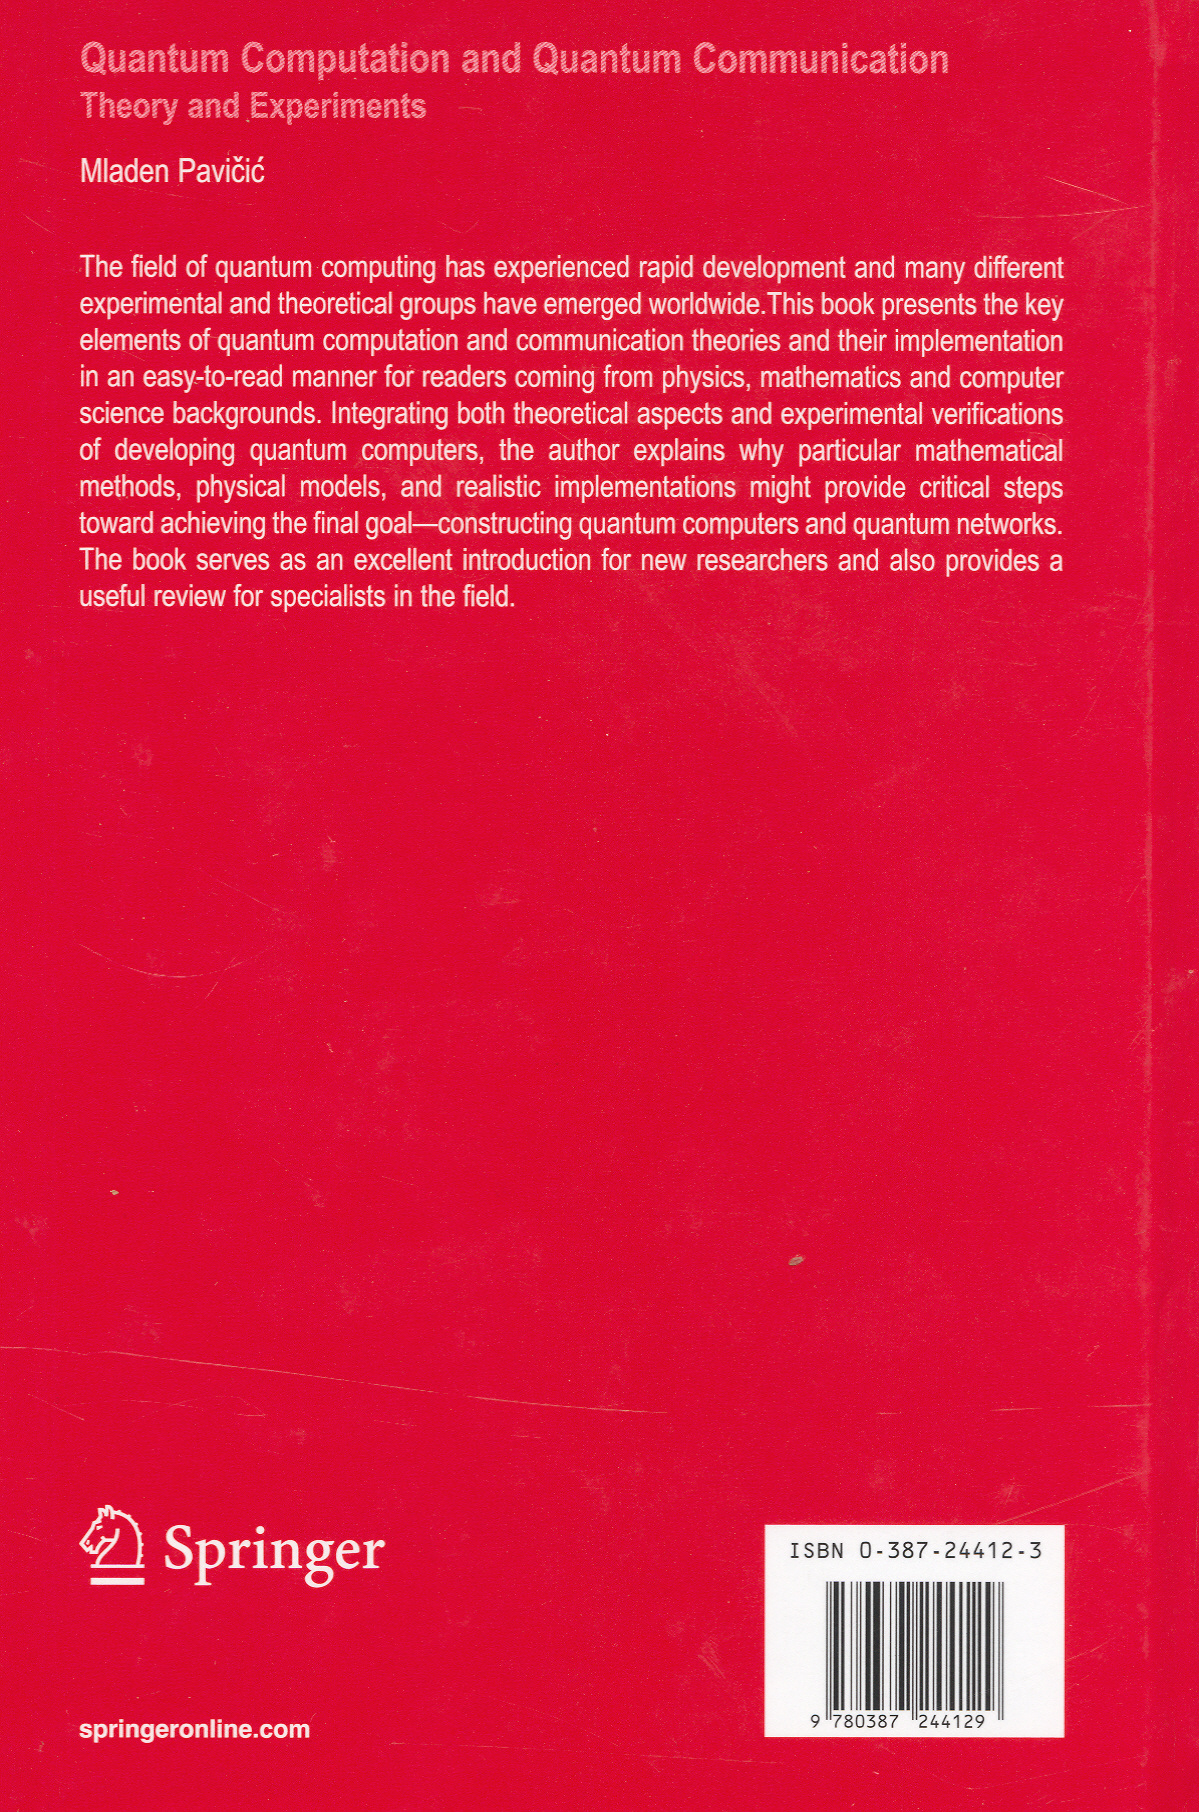 Quantum Computation and Quantum Communication
Theory and Experiments
Mladen Pavičić
The field of quantum computing has experienced rapid development and many different
experimental and theoretical groups have emerged worldwide.This book presents the key
elements of quantum computation and communication theories and their implementation
in an easy-to-read manner for readers coming from physics, mathematics and computer
science backgrounds. Integrating both theoretical aspects and experimental verifications
of developing quantum computers, the author explains why particular mathematical
methods, physical models, and realistic implementations might provide critical steps
toward achieving the final goal—constructing quantum computers and quantum networks.
The book serves as an excellent introduction for new researchers and also provides a
useful review for specialists in the field.
Springer
springeronline.com
ISBN 0-387-24412-3
9 780387 244129